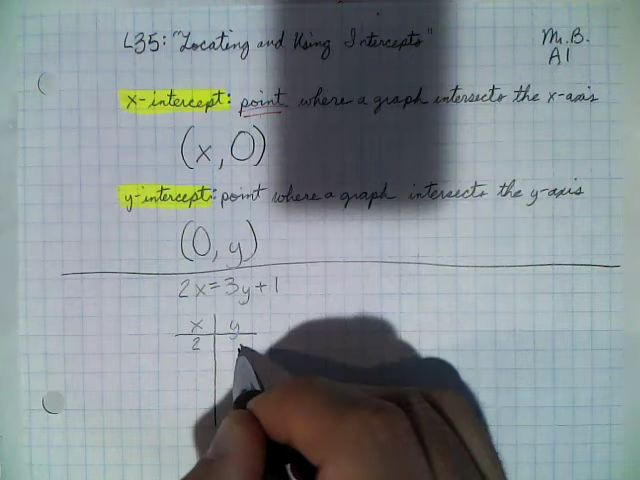 L35: "Locating and Using Intercepts"
M.B.
A1
x-intercept: point where a graph intersects the x-axis
(x, 0)
y-intercept: point where a graph intersects the y-axis
(0, y)
2x = 3y + 1
x y
2